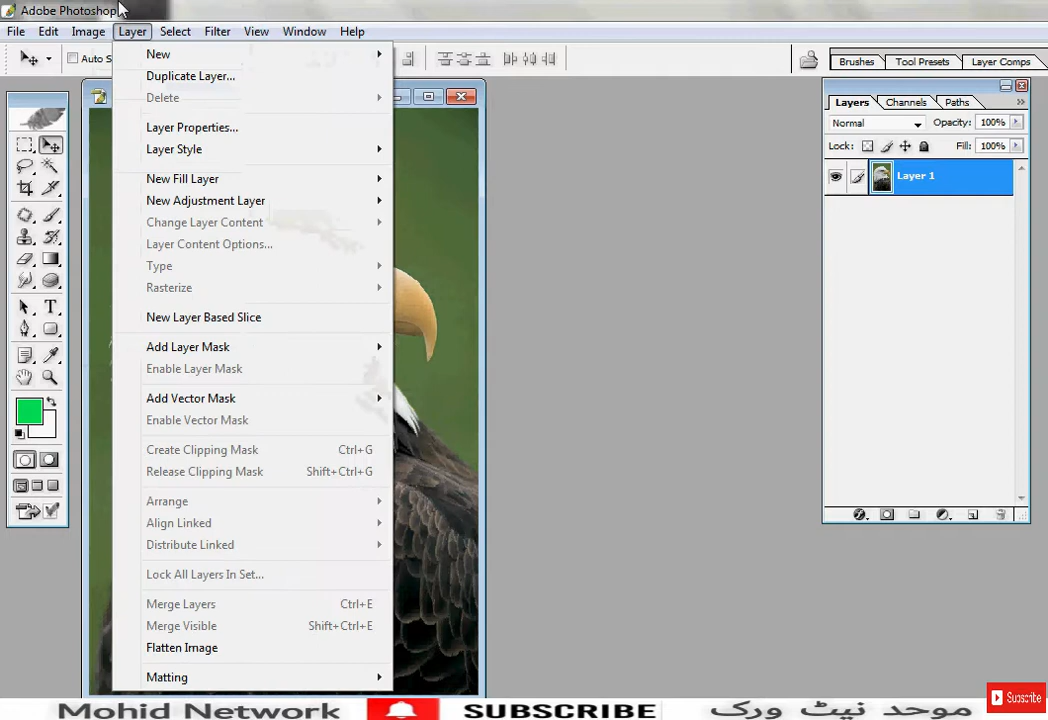 Adobe Photoshop
File Edit Image Layer Select Filter View Window Help
Auto S
Brushes Tool Presets Layer Comps
New
Duplicate Layer...
Delete
Layer Properties...
Layer Style
New Fill Layer
New Adjustment Layer
Change Layer Content
Layer Content Options...
Type
Rasterize
New Layer Based Slice
Add Layer Mask
Enable Layer Mask
Add Vector Mask
Enable Vector Mask
Create Clipping Mask Ctrl+G
Release Clipping Mask Shift+Ctrl+G
Arrange
Align Linked
Distribute Linked
Lock All Layers In Set...
Merge Layers Ctrl+E
Merge Visible Shift+Ctrl+E
Flatten Image
Matting
Layers Channels Paths
Normal Opacity: 100%
Lock: Fill: 100%
Layer 1
Subscribe
Mohid Network SUBSCRIBE موحد نیٹ ورک